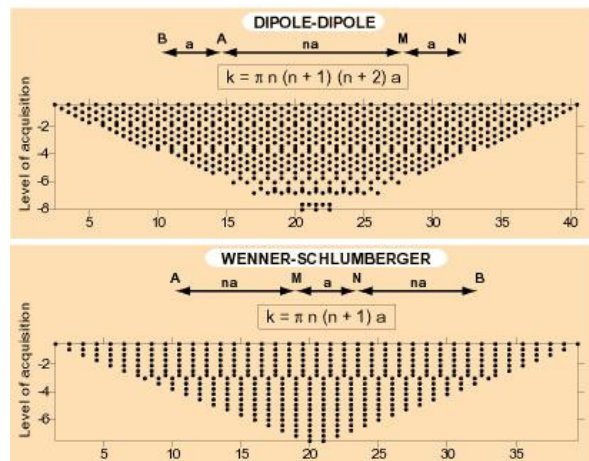 DIPOLE-DIPOLE
B a A na M a N
k = π n (n + 1) (n + 2) a
Level of acquisition
-2
-4
-6
-8
5 10 15 20 25 30 35 40
WENNER-SCHLUMBERGER
A na M a N na B
k = π n (n + 1) a
Level of acquisition
-2
-4
-6
5 10 15 20 25 30 35